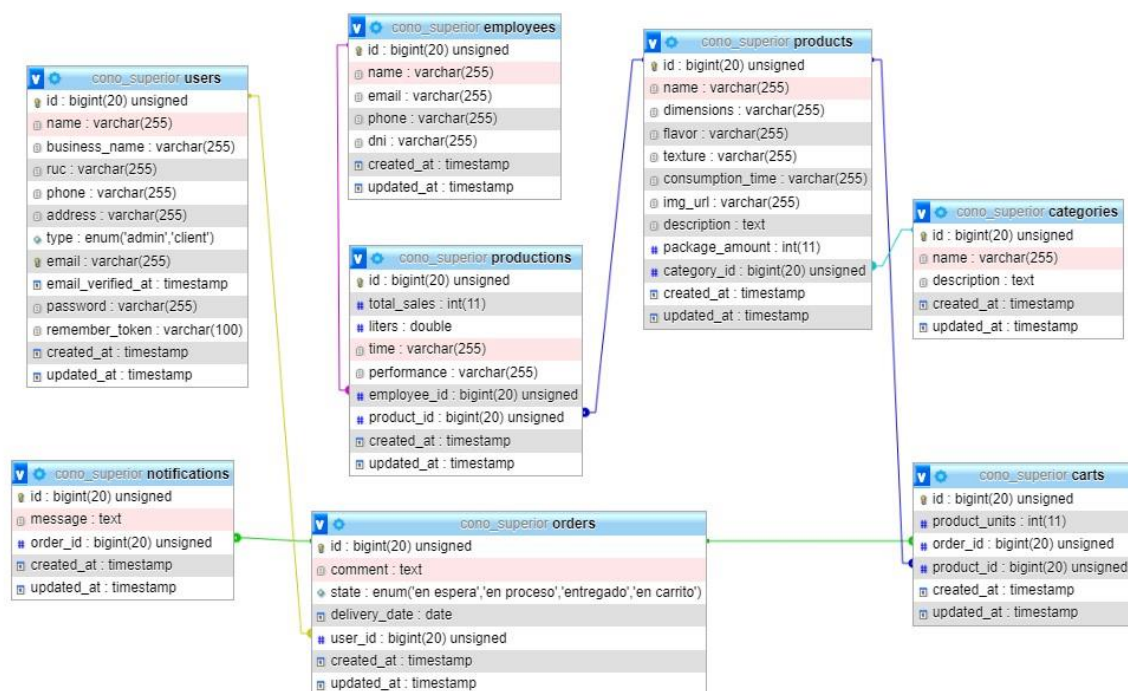 cono_superior users
id : bigint(20) unsigned
name : varchar(255)
business_name : varchar(255)
ruc : varchar(255)
phone : varchar(255)
address : varchar(255)
type : enum('admin','client')
email : varchar(255)
email_verified_at : timestamp
password : varchar(255)
remember_token : varchar(100)
created_at : timestamp
updated_at : timestamp
cono_superior employees
id : bigint(20) unsigned
name : varchar(255)
email : varchar(255)
phone : varchar(255)
dni : varchar(255)
created_at : timestamp
updated_at : timestamp
cono_superior products
id : bigint(20) unsigned
name : varchar(255)
dimensions : varchar(255)
flavor : varchar(255)
texture : varchar(255)
consumption_time : varchar(255)
img_url : varchar(255)
description : text
package_amount : int(11)
category_id : bigint(20) unsigned
created_at : timestamp
updated_at : timestamp
cono_superior categories
id : bigint(20) unsigned
name : varchar(255)
description : text
created_at : timestamp
updated_at : timestamp
cono_superior productions
id : bigint(20) unsigned
total_sales : int(11)
liters : double
time : varchar(255)
performance : varchar(255)
employee_id : bigint(20) unsigned
product_id : bigint(20) unsigned
created_at : timestamp
updated_at : timestamp
cono_superior notifications
id : bigint(20) unsigned
message : text
order_id : bigint(20) unsigned
created_at : timestamp
updated_at : timestamp
cono_superior orders
id : bigint(20) unsigned
comment : text
state : enum('en espera','en proceso','entregado','en carrito')
delivery_date : date
user_id : bigint(20) unsigned
created_at : timestamp
updated_at : timestamp
cono_superior carts
id : bigint(20) unsigned
product_units : int(11)
order_id : bigint(20) unsigned
product_id : bigint(20) unsigned
created_at : timestamp
updated_at : timestamp